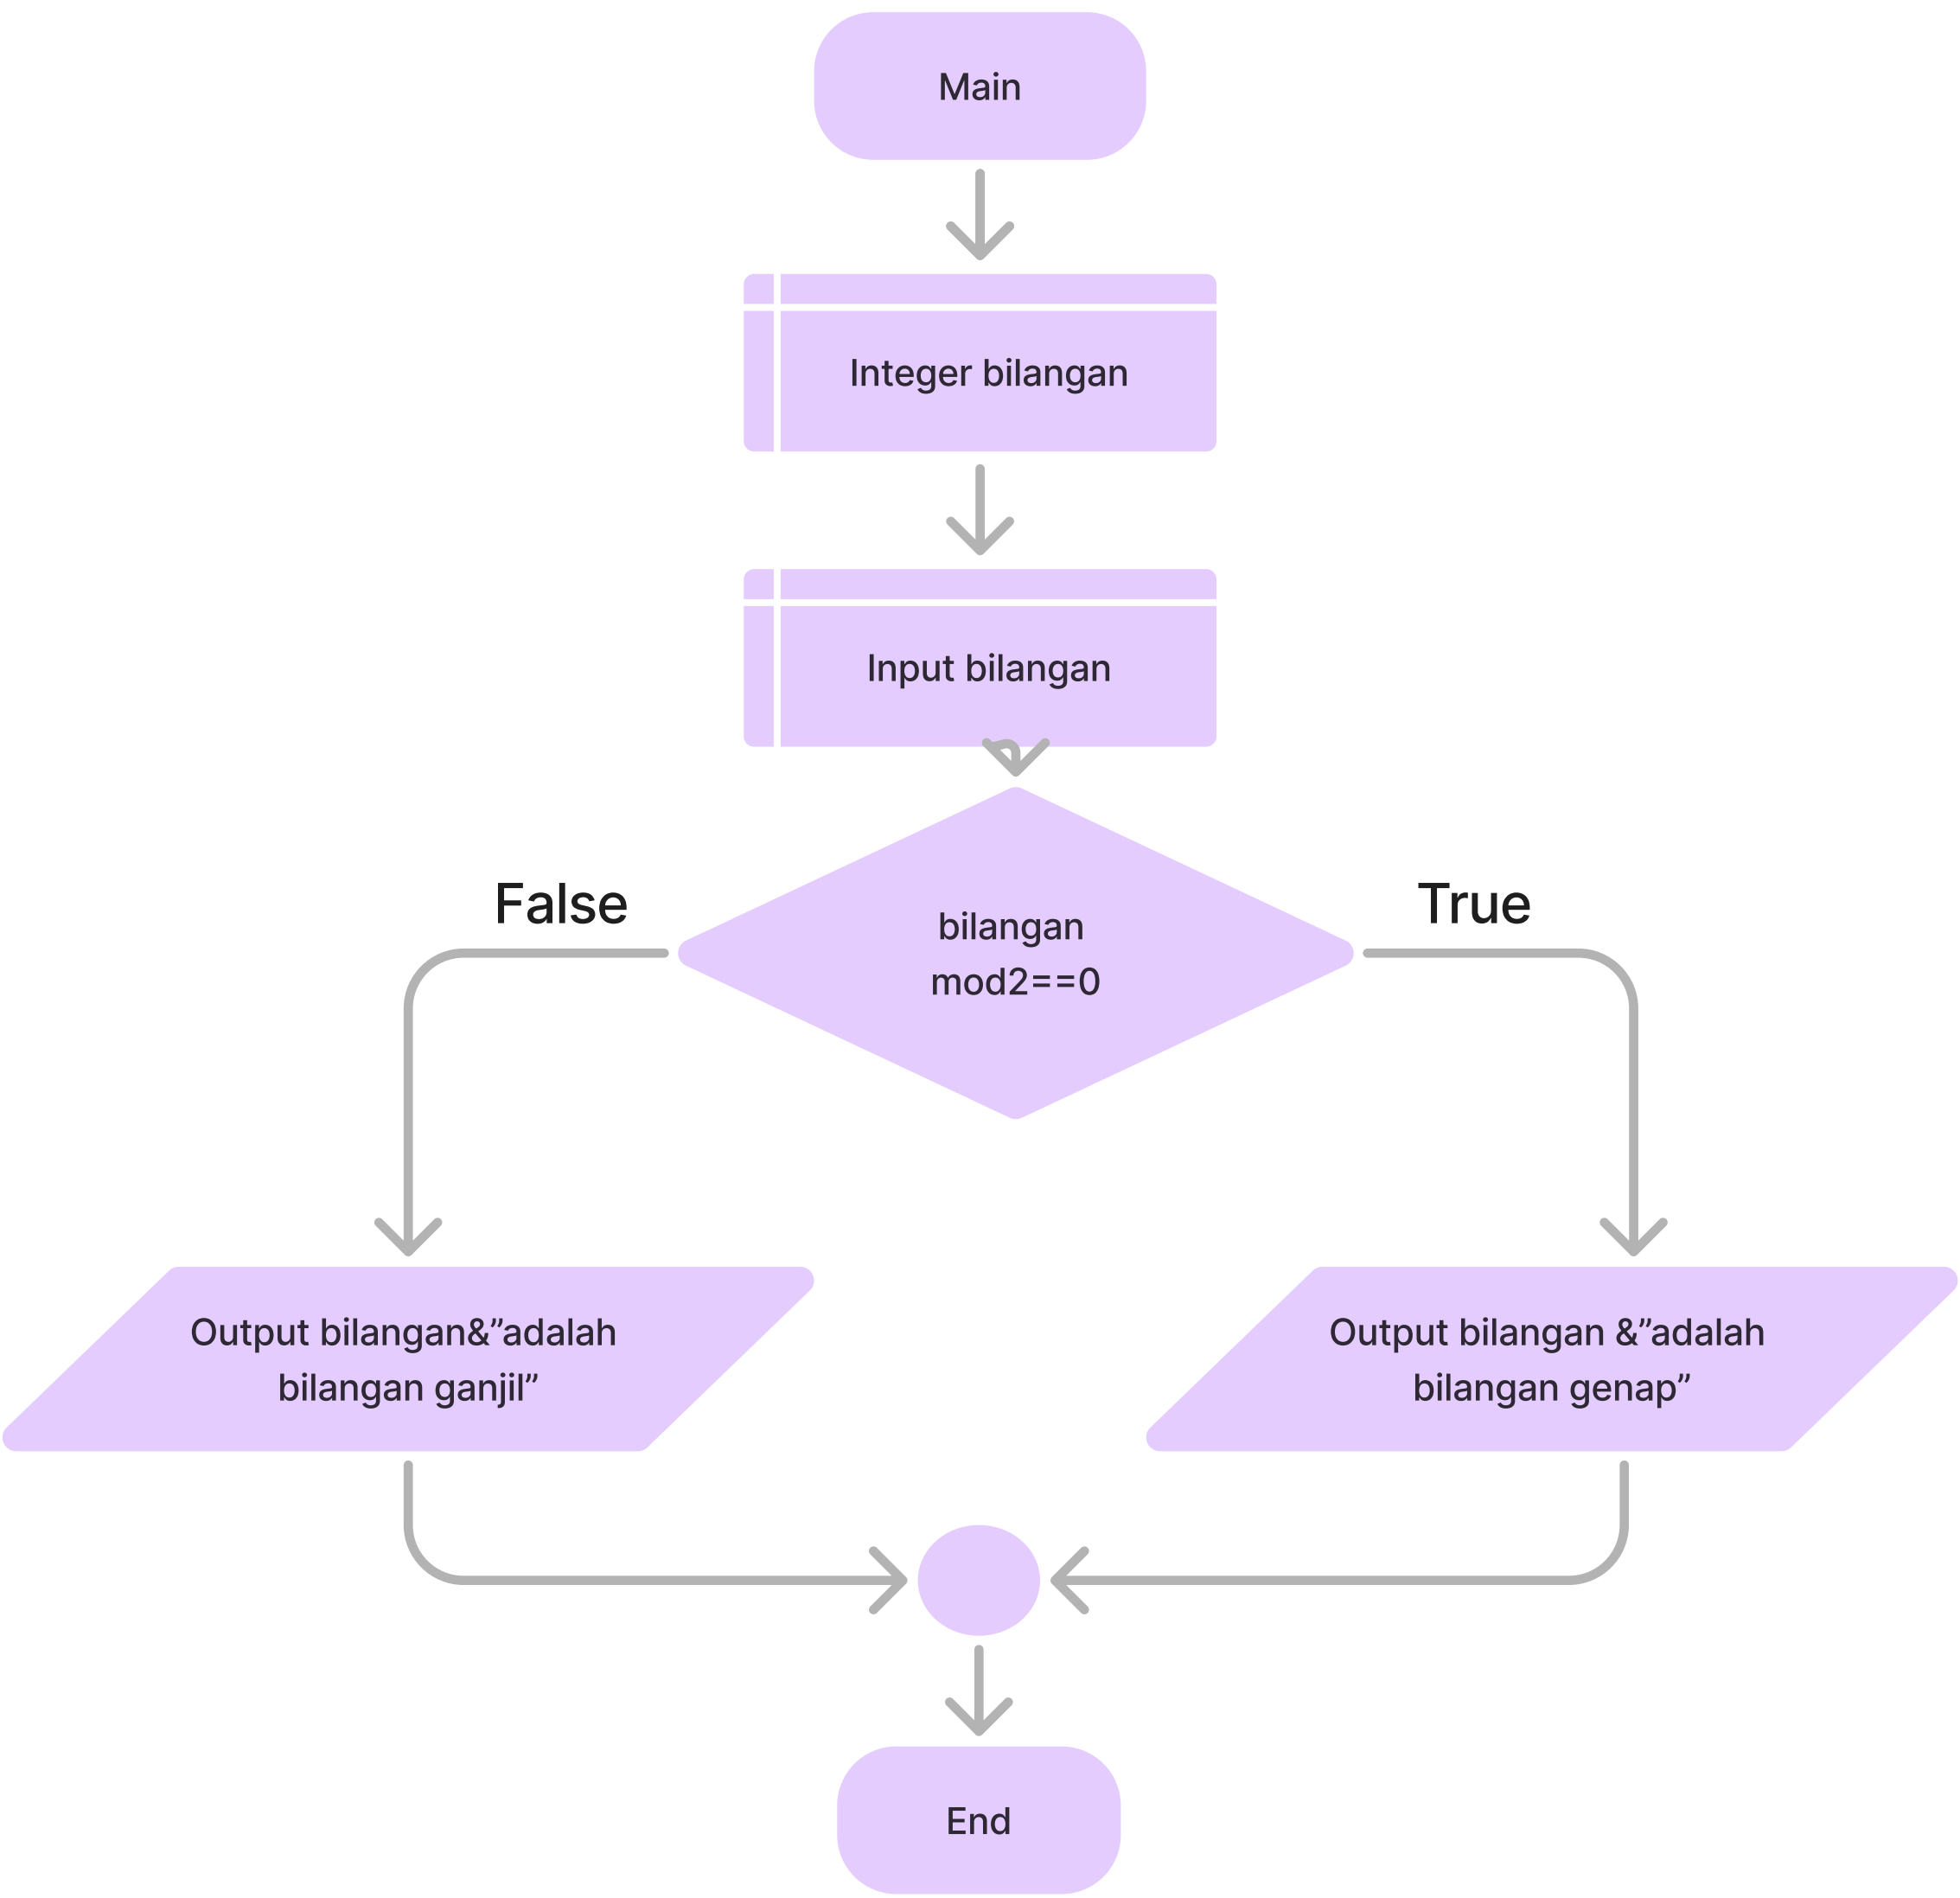 Main
Integer bilangan
Input bilangan
False
True
bilangan
mod2==0
Output bilangan&”adalah
bilangan ganjil”
Output bilangan&”adalah
bilangan genap”
End